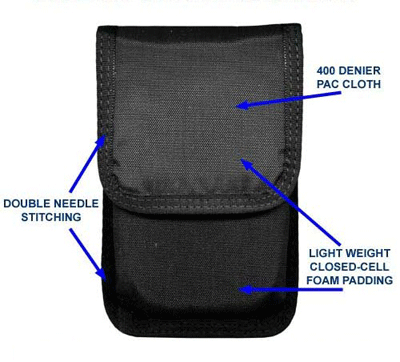 400 DENIER
PAC CLOTH
DOUBLE NEEDLE
STITCHING
LIGHT WEIGHT
CLOSED-CELL
FOAM PADDING